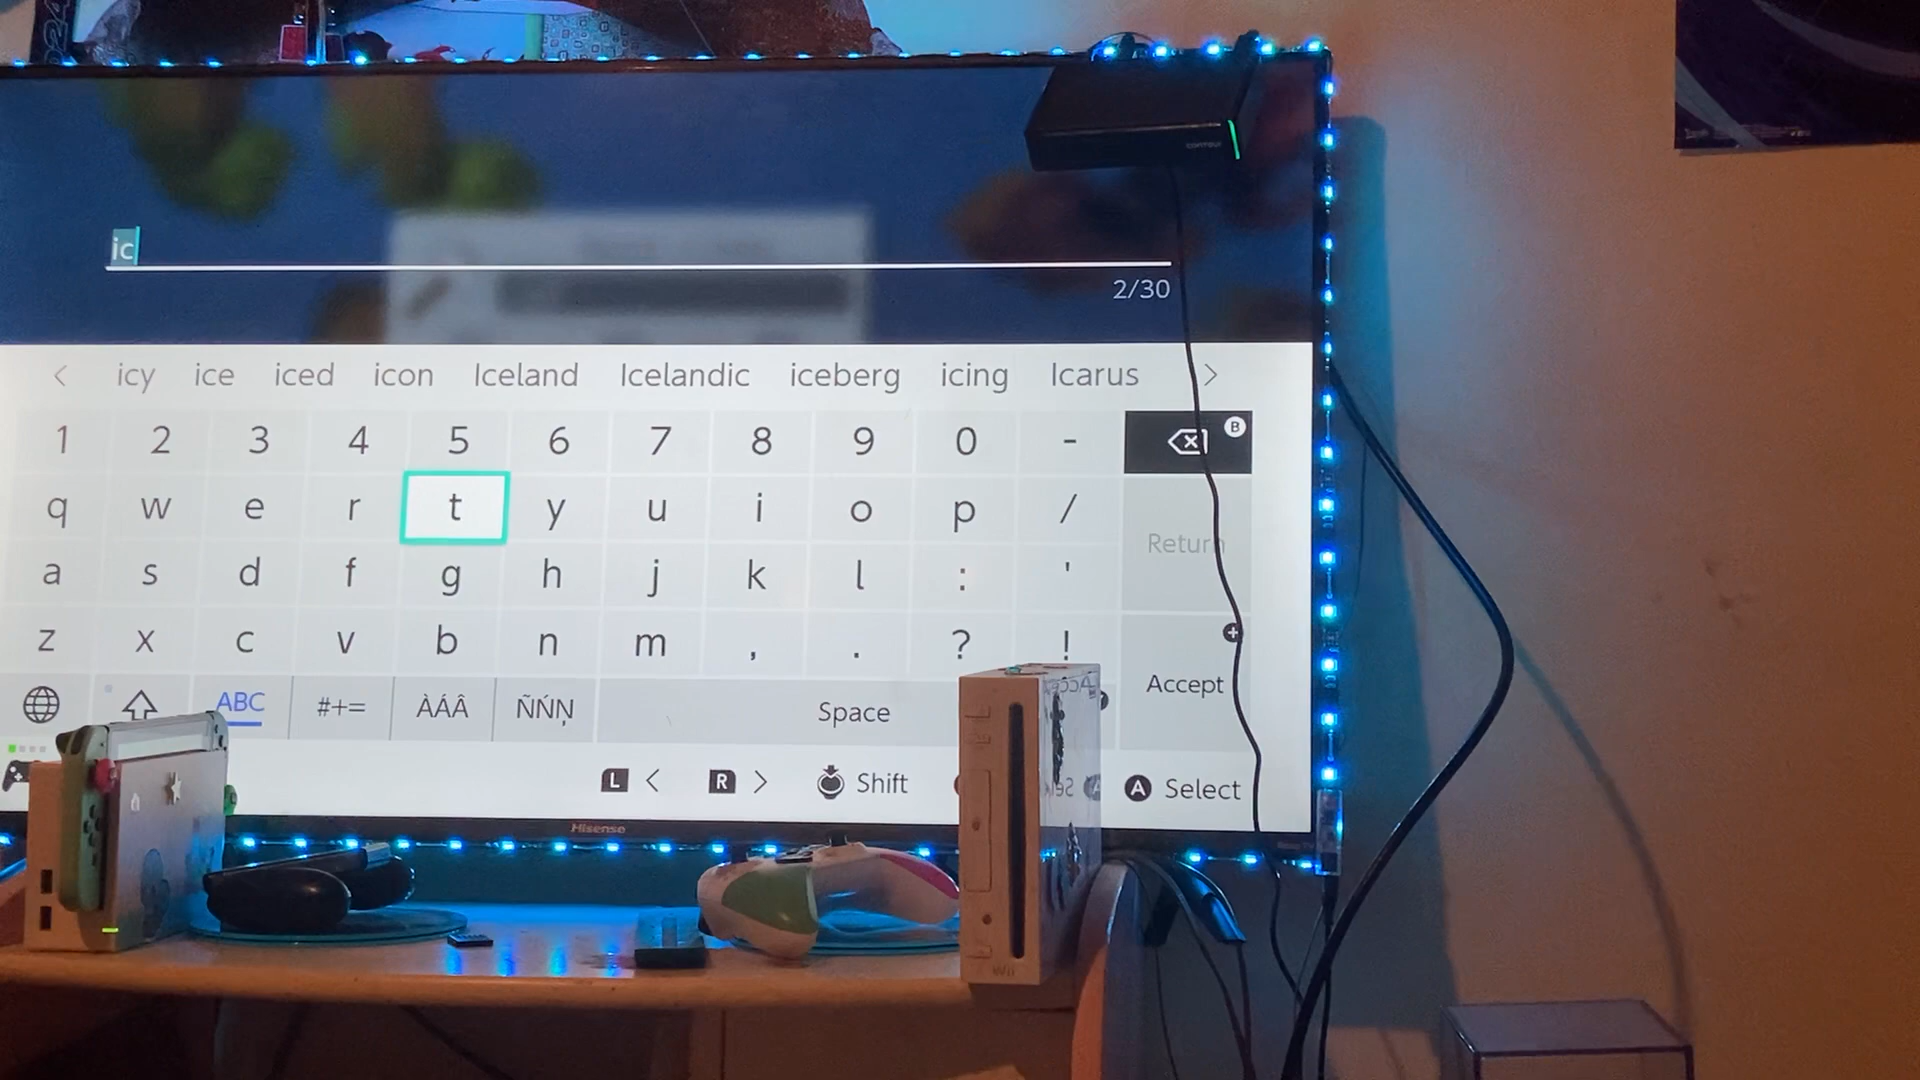 024
ic
2/30
< icy ice iced icon Iceland Icelandic iceberg icing Icarus >
1 2 3 4 5 6 7 8 9 0 - B
q w e r t y u i o p /
Return
a s d f g h j k l : '
z x c v b n m , . ? !
Accept
ABC #+= ÀÁÂ ÑŃŅ Space
L < R > Shift A Select
Hisense
Wii